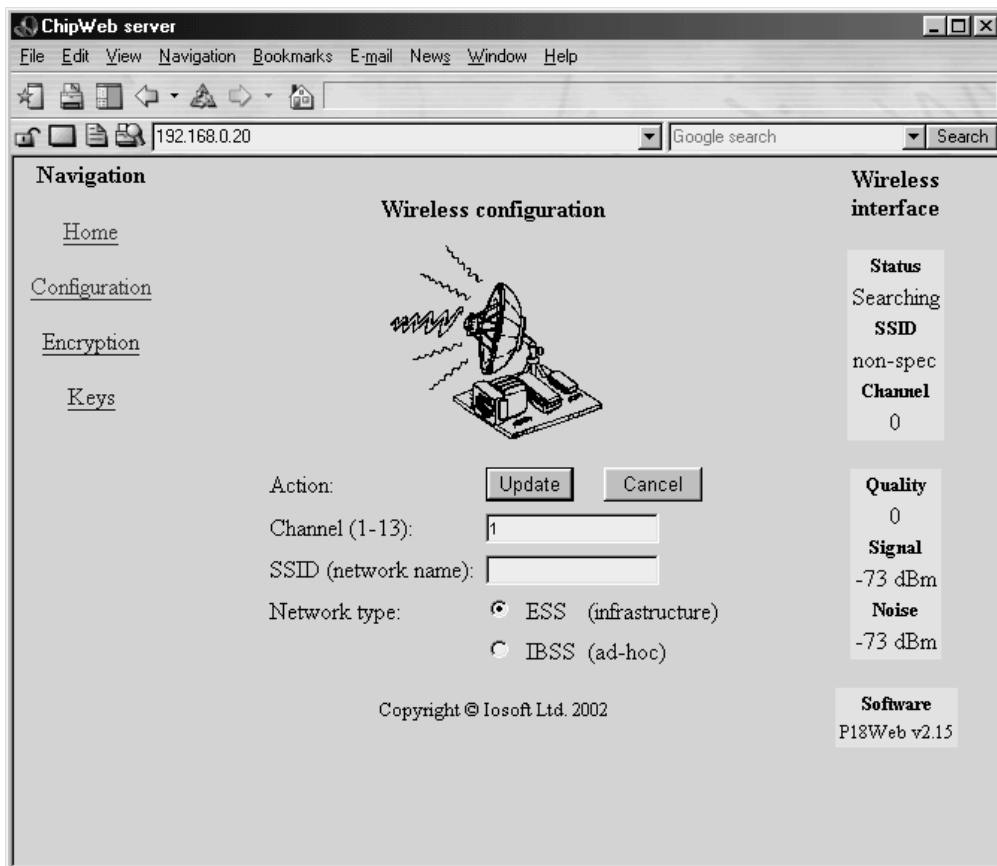 ChipWeb server
File Edit View Navigation Bookmarks E-mail News Window Help
192.168.0.20
Google search
Search
Navigation
Home
Configuration
Encryption
Keys
Wireless configuration
Action:
Update
Cancel
Channel (1-13):
1
SSID (network name):
Network type:
ESS (infrastructure)
IBSS (ad-hoc)
Copyright © Iosoft Ltd. 2002
Wireless
interface
Status
Searching
SSID
non-spec
Channel
0
Quality
0
Signal
-73 dBm
Noise
-73 dBm
Software
P18Web v2.15